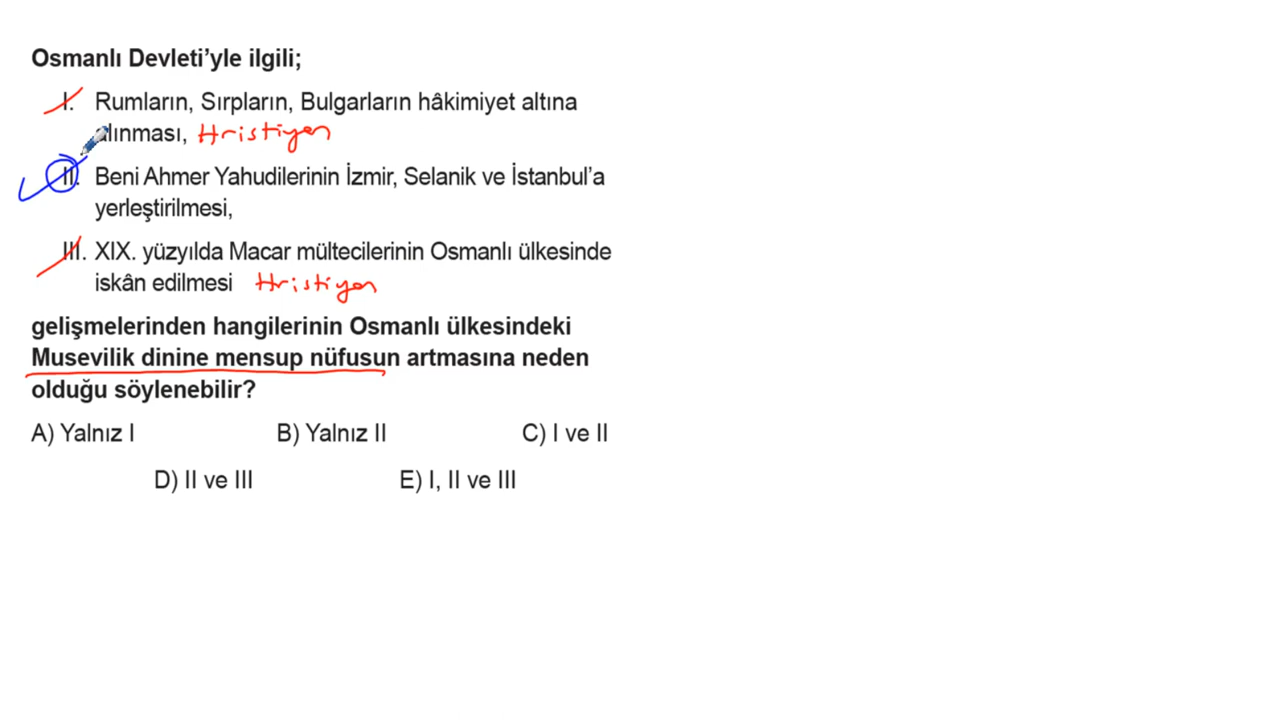 Osmanlı Devleti’yle ilgili;
I. Rumların, Sırpların, Bulgarların hâkimiyet altına
alınması, Hristiyan
II. Beni Ahmer Yahudilerinin İzmir, Selanik ve İstanbul’a
yerleştirilmesi,
III. XIX. yüzyılda Macar mültecilerinin Osmanlı ülkesinde
iskân edilmesi Hristiyan
gelişmelerinden hangilerinin Osmanlı ülkesindeki
Musevilik dinine mensup nüfusun artmasına neden
olduğu söylenebilir?
A) Yalnız I B) Yalnız II C) I ve II
D) II ve III E) I, II ve III